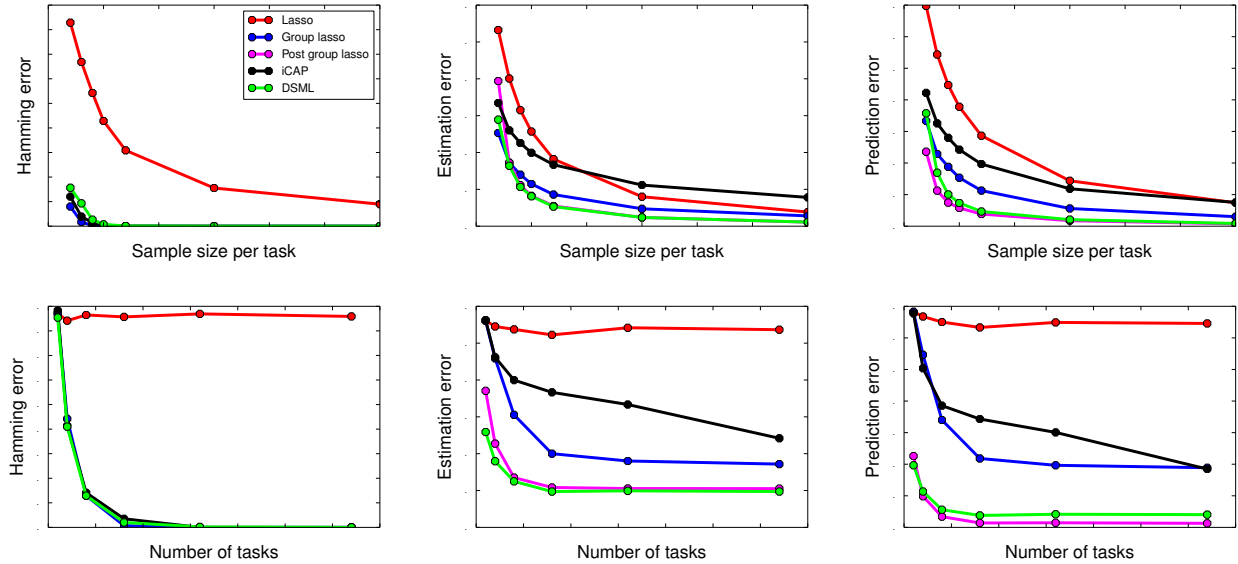 Hamming error
Lasso
Group lasso
Post group lasso
iCAP
DSML
Sample size per task
Estimation error
Sample size per task
Prediction error
Sample size per task
Hamming error
Number of tasks
Estimation error
Number of tasks
Prediction error
Number of tasks